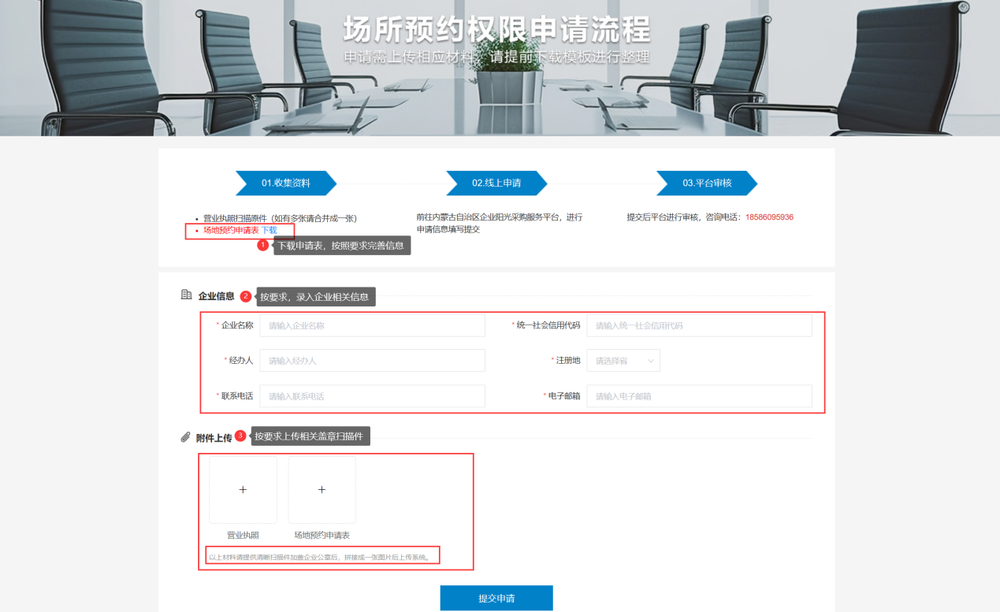 场所预约权限申请流程
申请需上传相应材料，请提前下载模板进行整理
01.收集资料
02.线上申请
03.平台审核
• 营业执照扫描原件（如有多张请合并成一张）
• 场地预约申请表 下载
1 下载申请表，按照要求完善信息
前往内蒙古自治区企业阳光采购服务平台，进行
申请信息填写提交
提交后平台进行审核，咨询电话：18586095936
企业信息 2 按要求，录入企业相关信息
* 企业名称 请输入企业名称
* 统一社会信用代码 请输入统一社会信用代码
* 经办人 请输入经办人
* 注册地 请选择省
* 联系电话 请输入联系电话
* 电子邮箱 请输入电子邮箱
附件上传 3 按要求上传相关盖章扫描件
+ +
营业执照 场地预约申请表
以上材料请提供清晰扫描件加盖企业公章后，拼接成一张图片后上传系统。
提交申请